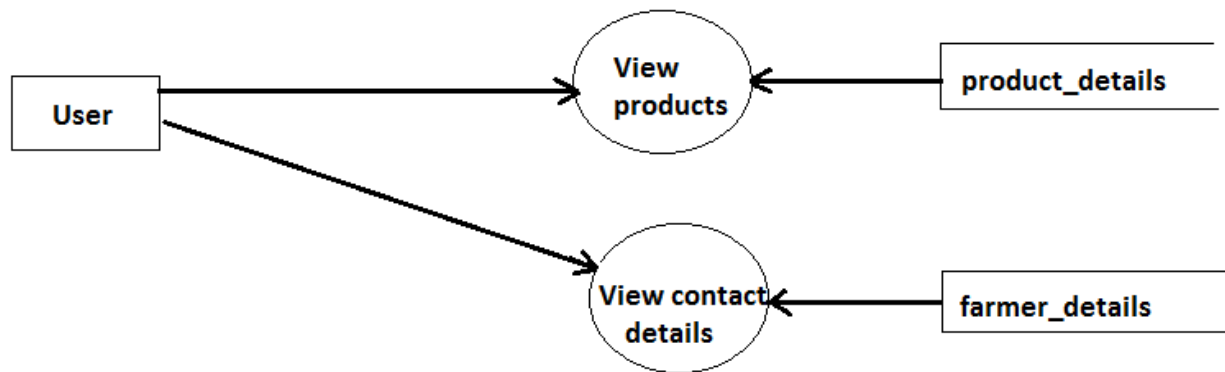 User
View
products
product_details
View contact
details
farmer_details